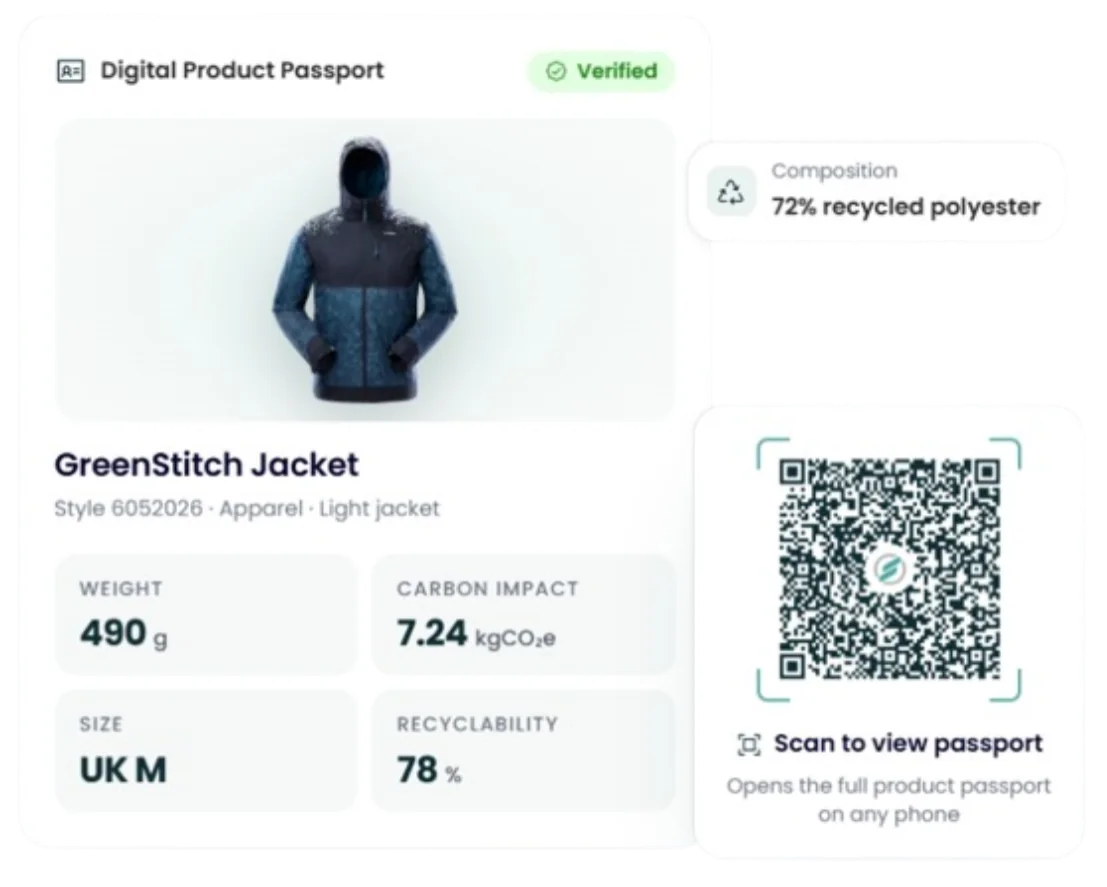 Digital Product Passport
Verified
Composition
72% recycled polyester
GreenStitch Jacket
Style 6052026 · Apparel · Light jacket
WEIGHT
490 g
CARBON IMPACT
7.24 kgCO₂e
SIZE
UK M
RECYCLABILITY
78 %
Scan to view passport
Opens the full product passport
on any phone